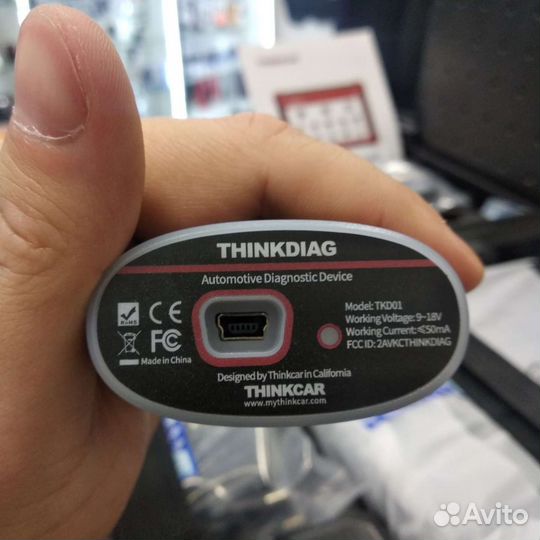 THINKDIAG
Automotive Diagnostic Device
RoHS
CE
FC
Made in China
Model: TKD01
Working Voltage: 9~18V
Working Current: ≤50mA
FCC ID: 2AVKCTHINKDIAG
Designed by Thinkcar in California
THINKCAR
www.mythinkcar.com
Avito